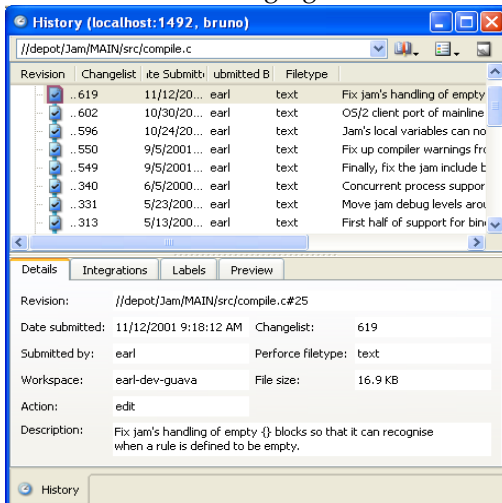 History (localhost:1492, bruno)
//depot/Jam/MAIN/src/compile.c
Revision Changelist ite Submitt ubmitted B Filetype
..619 11/12/20... earl text Fix jam's handling of empty
..602 10/30/20... earl text OS/2 client port of mainline
..596 10/24/20... earl text Jam's local variables can no
..550 9/5/2001... earl text Fix up compiler warnings fro
..549 9/5/2001... earl text Finally, fix the jam include b
..340 6/5/2000... earl text Concurrent process suppor
..331 5/23/200... earl text Move jam debug levels arou
..313 5/13/200... earl text First half of support for bin
Details Integrations Labels Preview
Revision: //depot/Jam/MAIN/src/compile.c#25
Date submitted: 11/12/2001 9:18:12 AM Changelist: 619
Submitted by: earl Perforce filetype: text
Workspace: earl-dev-guava File size: 16.9 KB
Action: edit
Description: Fix jam's handling of empty {} blocks so that it can recognise
when a rule is defined to be empty.
History